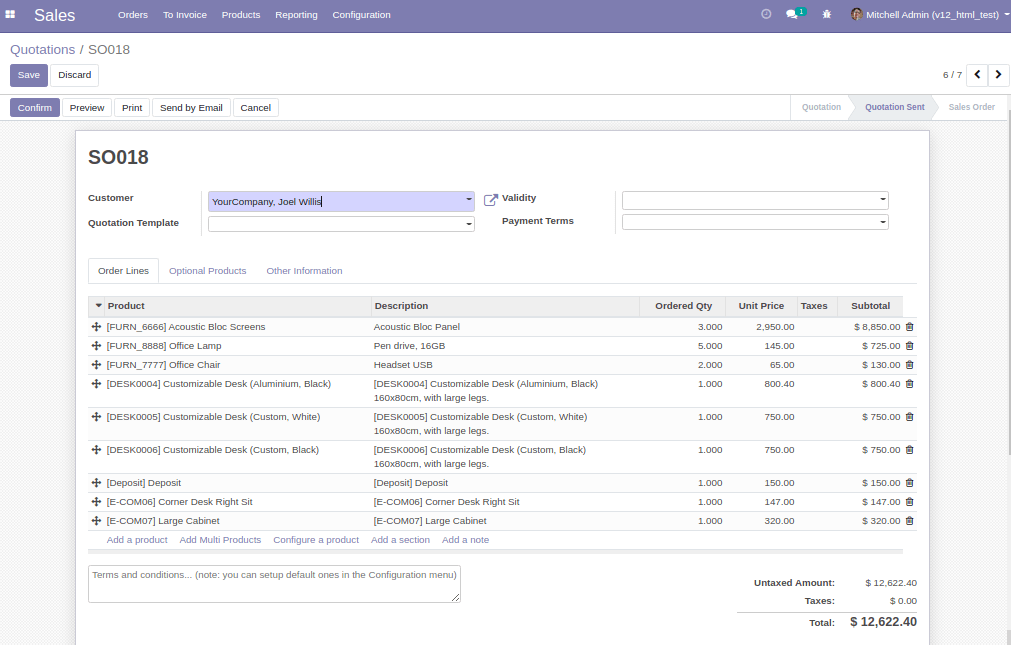 Sales Orders To Invoice Products Reporting Configuration 1 Mitchell Admin (v12_html_test)
Quotations / SO018
Save Discard 6 / 7
Confirm Preview Print Send by Email Cancel Quotation Quotation Sent Sales Order
SO018
Customer YourCompany, Joel Willis Validity
Quotation Template Payment Terms
Order Lines Optional Products Other Information
Product Description Ordered Qty Unit Price Taxes Subtotal
[FURN_6666] Acoustic Bloc Screens Acoustic Bloc Panel 3.000 2,950.00 $ 8,850.00
[FURN_8888] Office Lamp Pen drive, 16GB 5.000 145.00 $ 725.00
[FURN_7777] Office Chair Headset USB 2.000 65.00 $ 130.00
[DESK0004] Customizable Desk (Aluminium, Black) [DESK0004] Customizable Desk (Aluminium, Black) 1.000 800.40 $ 800.40
160x80cm, with large legs.
[DESK0005] Customizable Desk (Custom, White) [DESK0005] Customizable Desk (Custom, White) 1.000 750.00 $ 750.00
160x80cm, with large legs.
[DESK0006] Customizable Desk (Custom, Black) [DESK0006] Customizable Desk (Custom, Black) 1.000 750.00 $ 750.00
160x80cm, with large legs.
[Deposit] Deposit [Deposit] Deposit 1.000 150.00 $ 150.00
[E-COM06] Corner Desk Right Sit [E-COM06] Corner Desk Right Sit 1.000 147.00 $ 147.00
[E-COM07] Large Cabinet [E-COM07] Large Cabinet 1.000 320.00 $ 320.00
Add a product Add Multi Products Configure a product Add a section Add a note
Terms and conditions... (note: you can setup default ones in the Configuration menu)
Untaxed Amount: $ 12,622.40
Taxes: $ 0.00
Total: $ 12,622.40